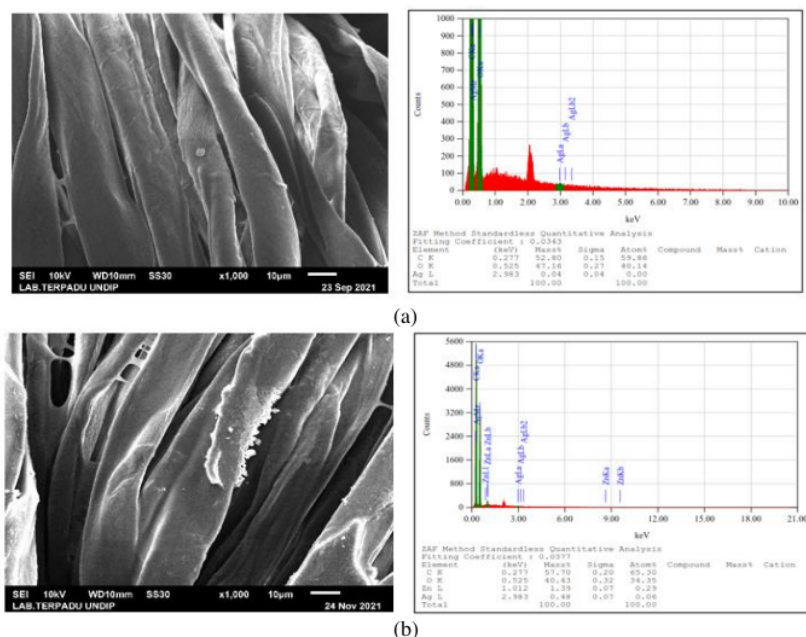 SEI 10kV WD10mm SS30 x1,000 10µm
LAB.TERPADU UNDIP 23 Sep 2021
1000
900
800
700
600
500
400
300
200
100
0
Counts
CKa
OKa
AgLa
AgLb
AgLb2
0.00 1.00 2.00 3.00 4.00 5.00 6.00 7.00 8.00 9.00 10.00
keV
ZAF Method Standardless Quantitative Analysis
Fitting Coefficient : 0.0343
Element (keV) Mass% Sigma Atom% Compound Mass% Cation
C K 0.277 52.80 0.15 59.86
O K 0.525 47.16 0.27 40.14
Ag L 2.983 0.04 0.04 0.00
Total 100.00 100.00
(a)
SEI 10kV WD10mm SS30 x1,000 10µm
LAB.TERPADU UNDIP 24 Nov 2021
5600
4800
4000
3200
2400
1600
800
0
Counts
CKa
OKa
ZnLl
ZnLa
ZnLb
AgLa
AgLb
AgLb2
ZnKa
ZnKb
0.00 3.00 6.00 9.00 12.00 15.00 18.00 21.00
keV
ZAF Method Standardless Quantitative Analysis
Fitting Coefficient : 0.0377
Element (keV) Mass% Sigma Atom% Compound Mass% Cation
C K 0.277 57.70 0.20 65.30
O K 0.525 40.43 0.32 34.35
Zn L 1.012 1.39 0.07 0.29
Ag L 2.983 0.48 0.07 0.06
Total 100.00 100.00
(b)